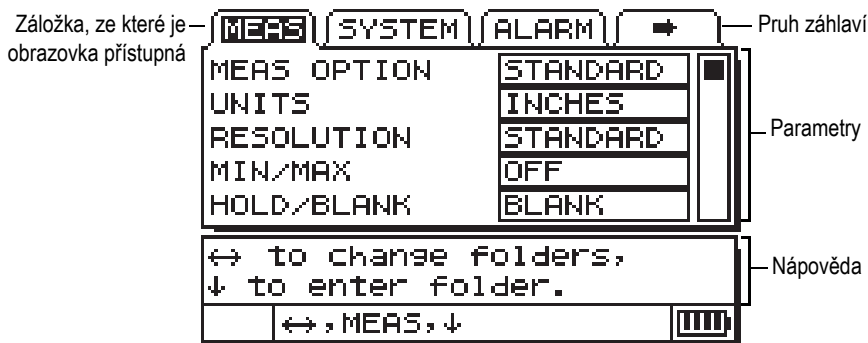 Záložka, ze které je
obrazovka přístupná
MEAS SYSTEM ALARM ➡
Pruh záhlaví
MEAS OPTION STANDARD
UNITS INCHES
RESOLUTION STANDARD
Parametry
MIN/MAX OFF
HOLD/BLANK BLANK
↔ to change folders,
↓ to enter folder.
Nápověda
↔,MEAS,↓